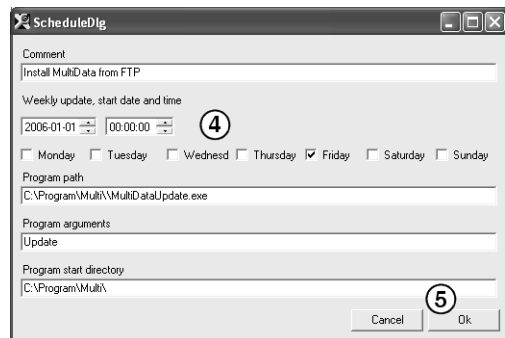 ScheduleDlg
Comment
Install MultiData from FTP
Weekly update, start date and time
2006-01-01 00:00:00 4
Monday Tuesday Wednesd Thursday Friday Saturday Sunday
Program path
C:\Program\Multi\\MultiDataUpdate.exe
Program arguments
Update
Program start directory
C:\Program\Multi\
5
Cancel Ok